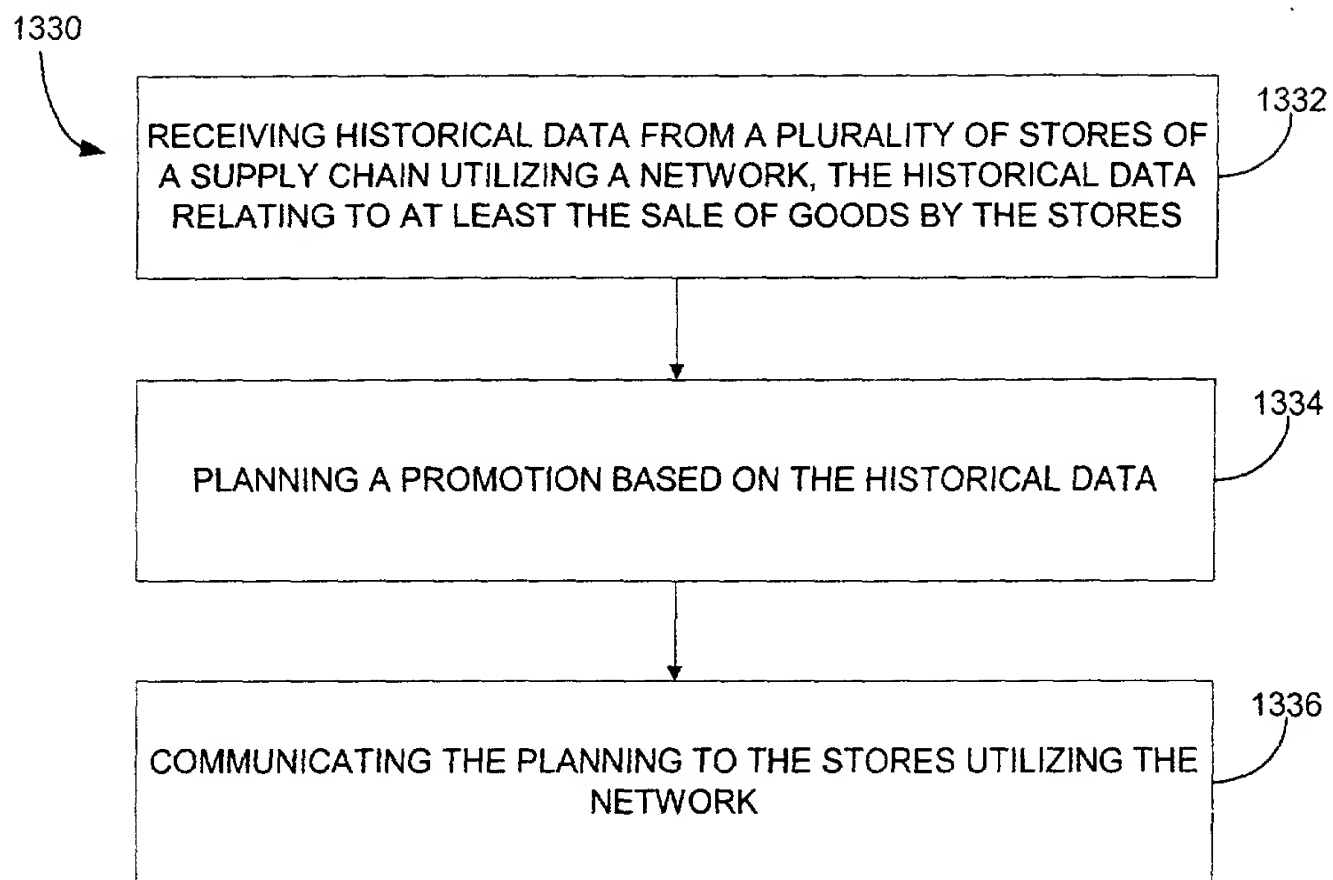 1330
1332
RECEIVING HISTORICAL DATA FROM A PLURALITY OF STORES OF
A SUPPLY CHAIN UTILIZING A NETWORK, THE HISTORICAL DATA
RELATING TO AT LEAST THE SALE OF GOODS BY THE STORES
1334
PLANNING A PROMOTION BASED ON THE HISTORICAL DATA
1336
COMMUNICATING THE PLANNING TO THE STORES UTILIZING THE
NETWORK